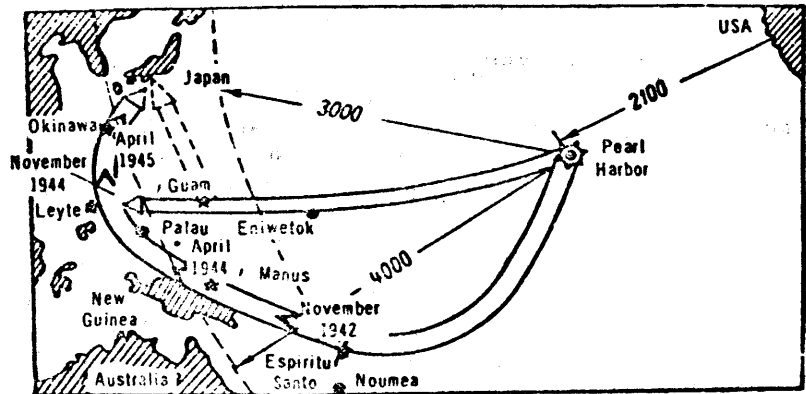 USA
Japan
3000
2100
Okinawa
April
1945
Pearl
Harbor
November
1944
Guam
Leyte
Palau
Eniwetok
April
1944
Manus
4000
New
Guinea
November
1942
Espiritu
Santo
Australia
Noumea